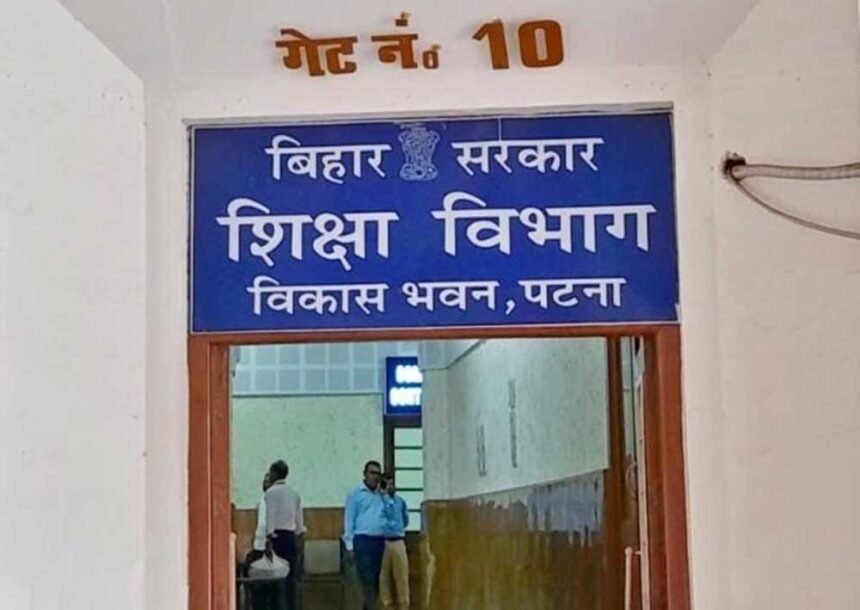 गेट नं० 10
बिहार सरकार
शिक्षा विभाग
विकास भवन, पटना